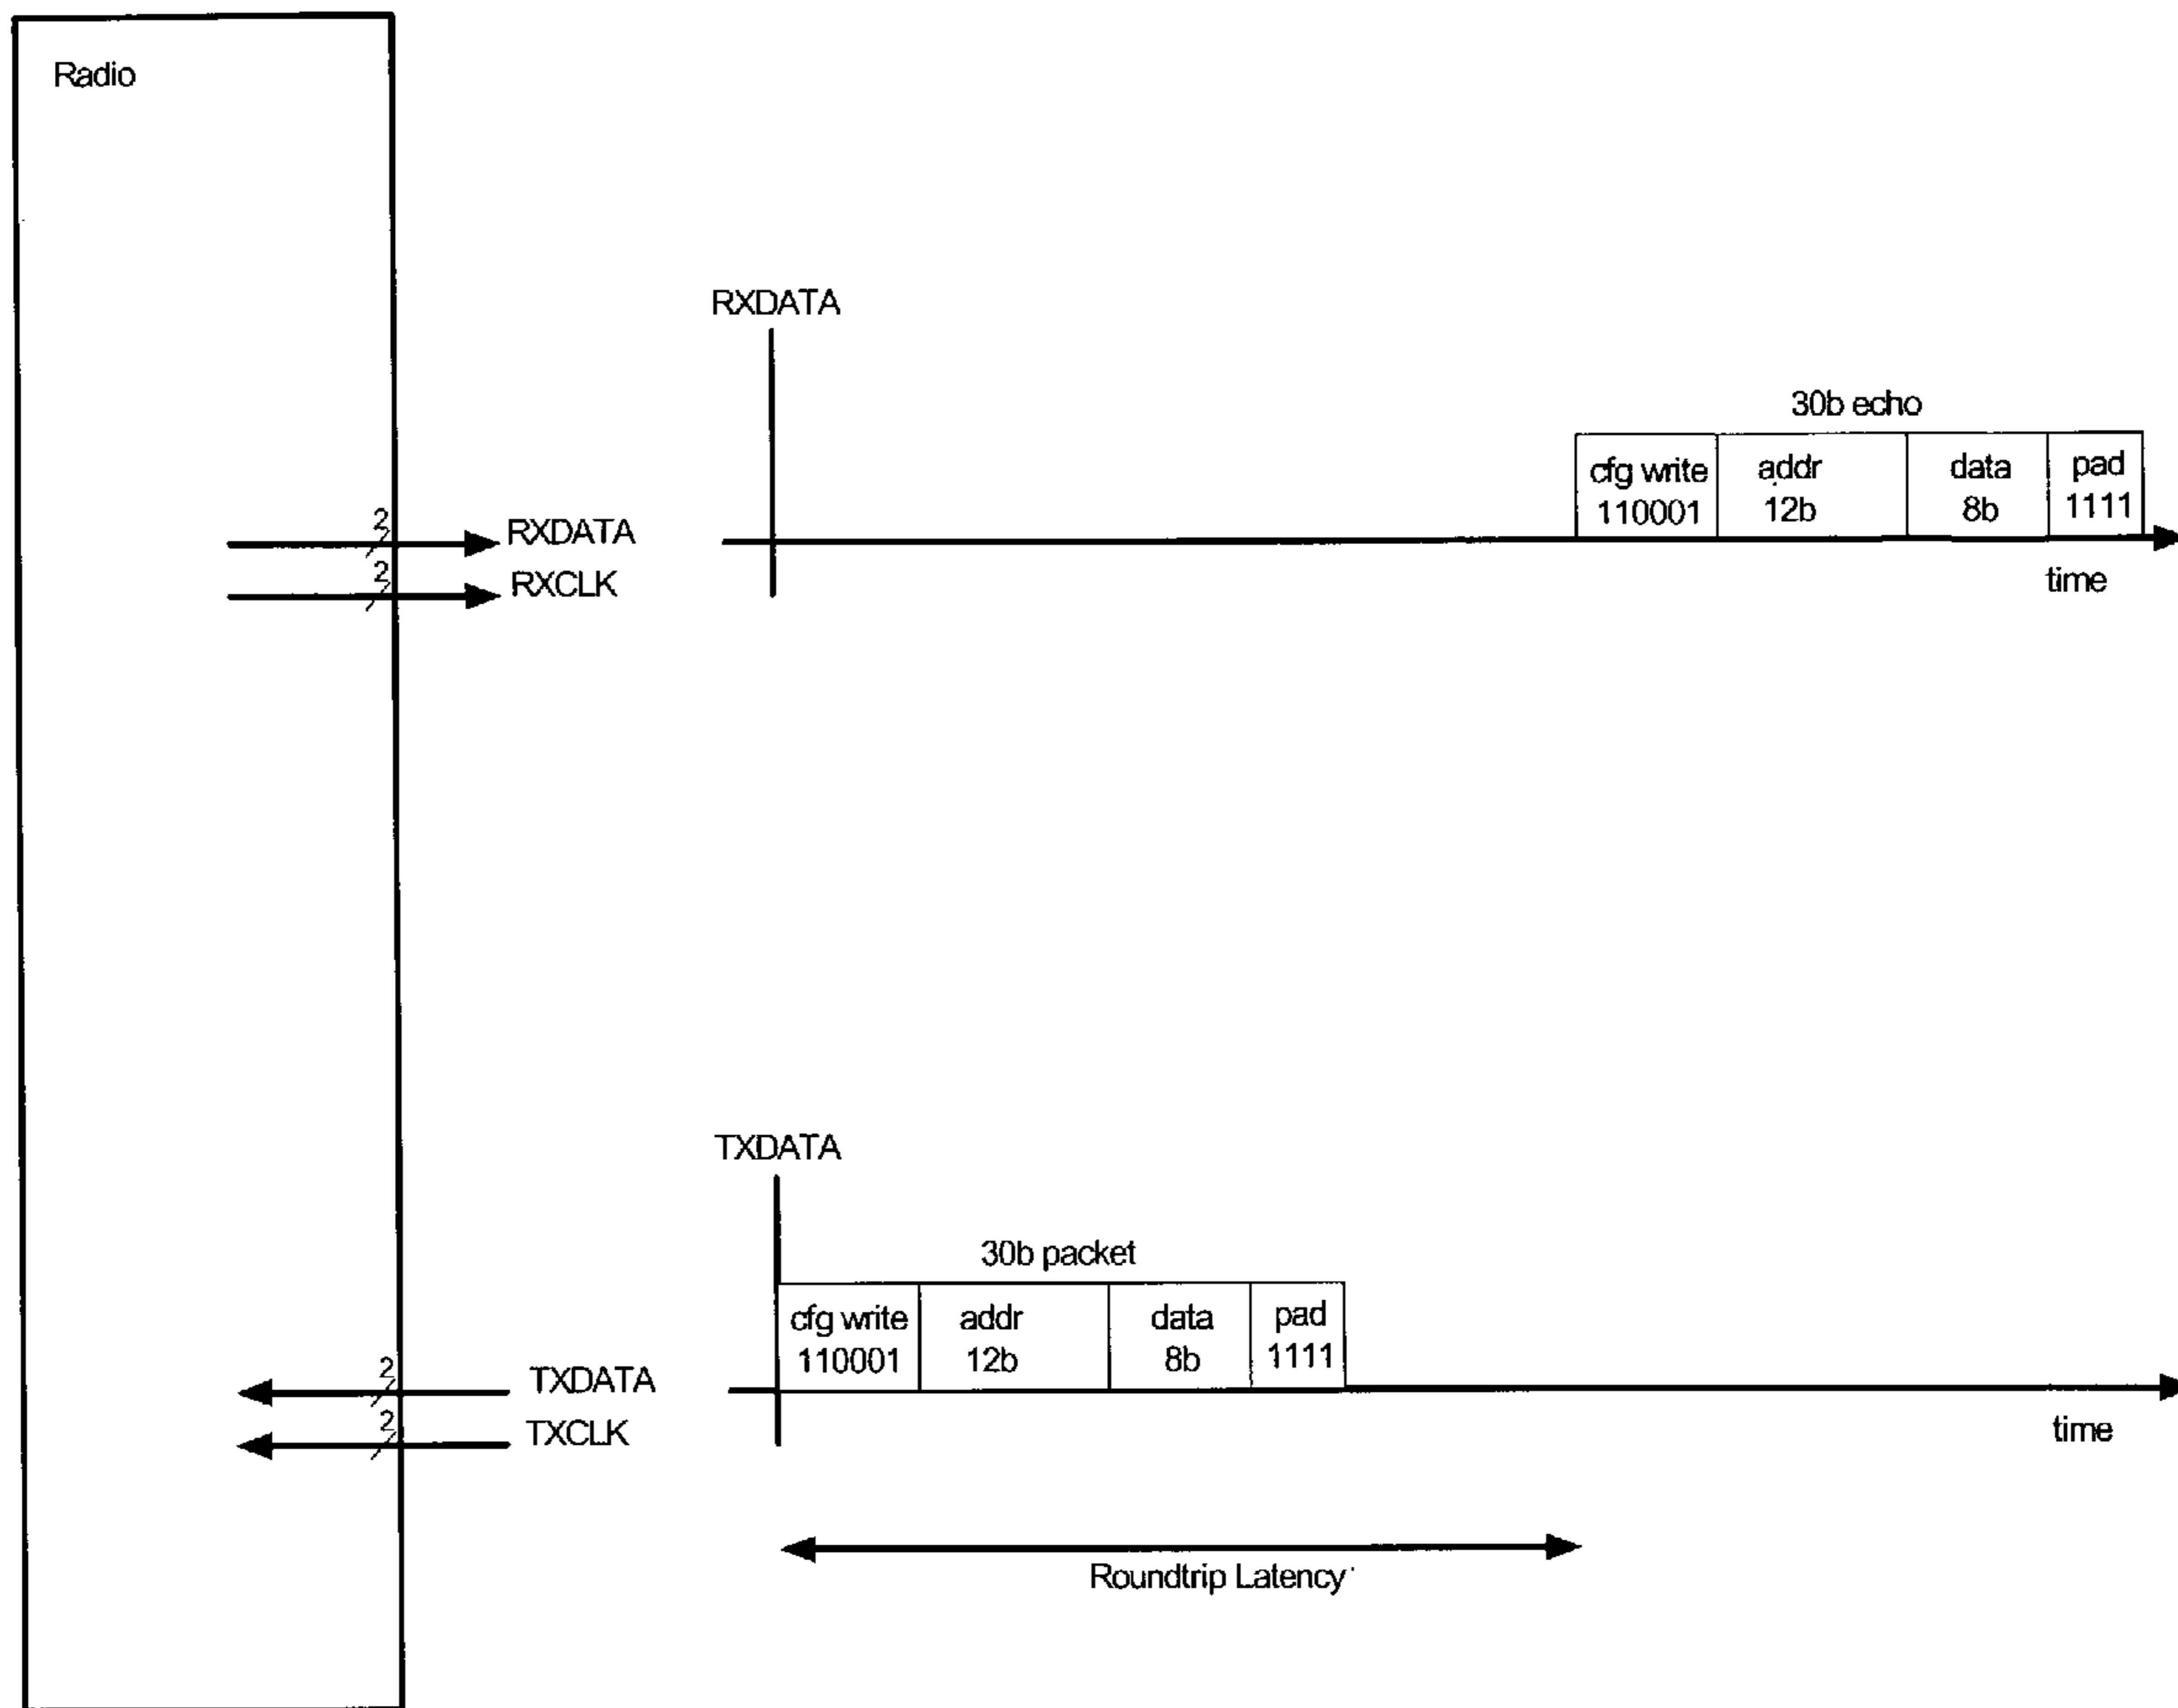 Radio
RXDATA
30b echo
cfg write addr data pad
110001 12b 8b 1111
2
RXDATA
2
RXCLK
time
TXDATA
30b packet
cfg write addr data pad
110001 12b 8b 1111
2
TXDATA
2
TXCLK
time
Roundtrip Latency